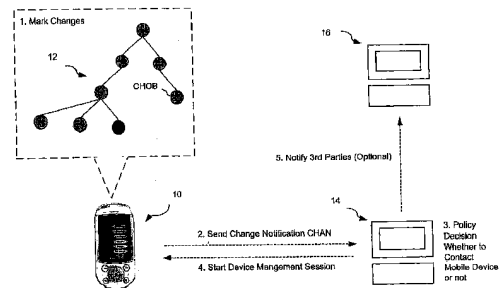 1. Mark Changes
12
CHOB
16
5. Notify 3rd Parties (Optional)
10
14
2. Send Change Notification CHAN
4. Start Device Mangement Session
3. Policy
Decision
Whether to
Contact
Mobile Device
or not